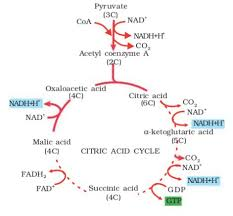 Pyruvate
(3C)
CoA
NAD⁺
NADH+H⁺
CO₂
Acetyl coenzyme A
(2C)
Oxaloacetic acid
(4C)
Citric acid
(6C)
CO₂
NAD⁺
NADH+H⁺
NADH+H⁺
NAD⁺
α-ketoglutaric acid
(5C)
Malic acid
(4C)
CITRIC ACID CYCLE
CO₂
NAD⁺
NADH+H⁺
FADH₂
FAD⁺
Succinic acid
(4C)
GDP
GTP